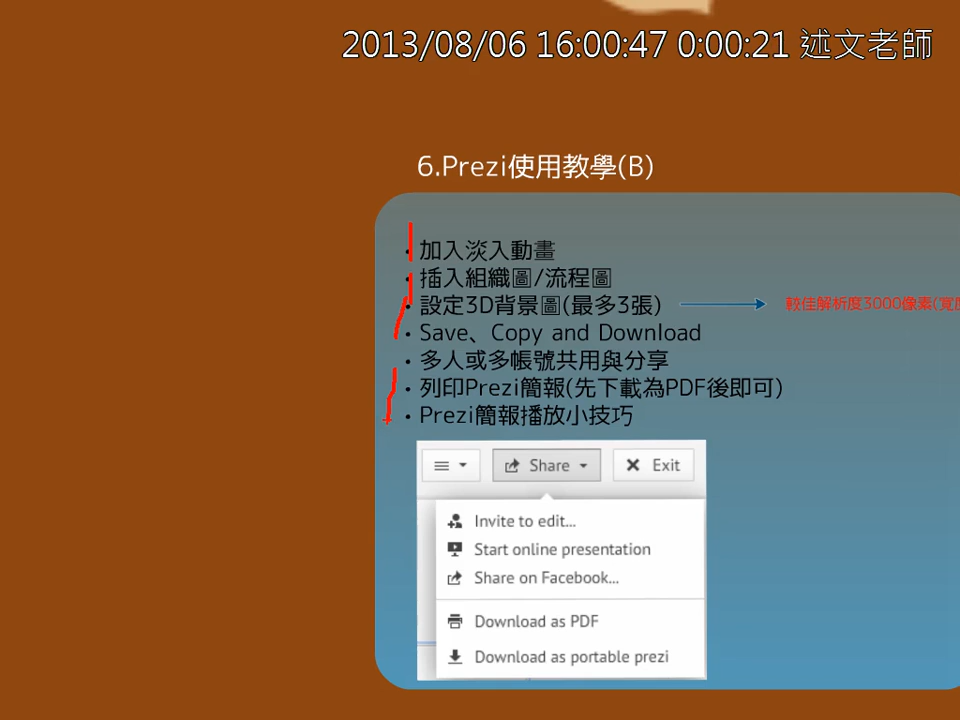 2013/08/06 16:00:47 0:00:21 述文老師
6.Prezi使用教學(B)
• 加入淡入動畫
• 插入組織圖/流程圖
• 設定3D背景圖(最多3張)
較佳解析度3000像素(寬
• Save、Copy and Download
• 多人或多帳號共用與分享
• 列印Prezi簡報(先下載為PDF後即可)
• Prezi簡報播放小技巧
Share
Exit
Invite to edit...
Start online presentation
Share on Facebook...
Download as PDF
Download as portable prezi